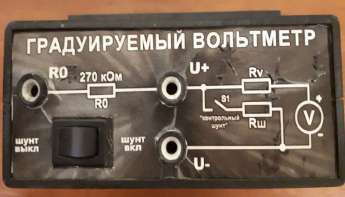 ГРАДУИРУЕМЫЙ ВОЛЬТМЕТР
R0
270 кОм
R0
U+
Rv
S1
"контрольный
шунт"
Rш
V
+
-
шунт
выкл
шунт
вкл
U-